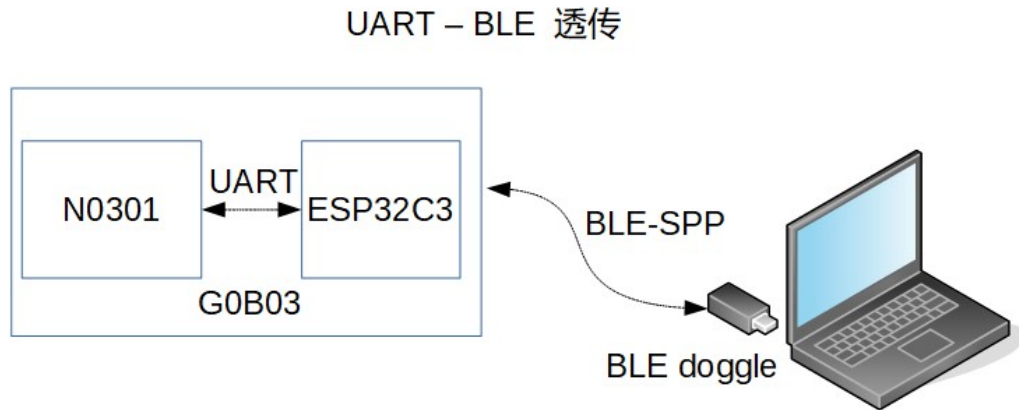 UART – BLE 透传
UART
N0301
ESP32C3
G0B03
BLE-SPP
BLE doggle